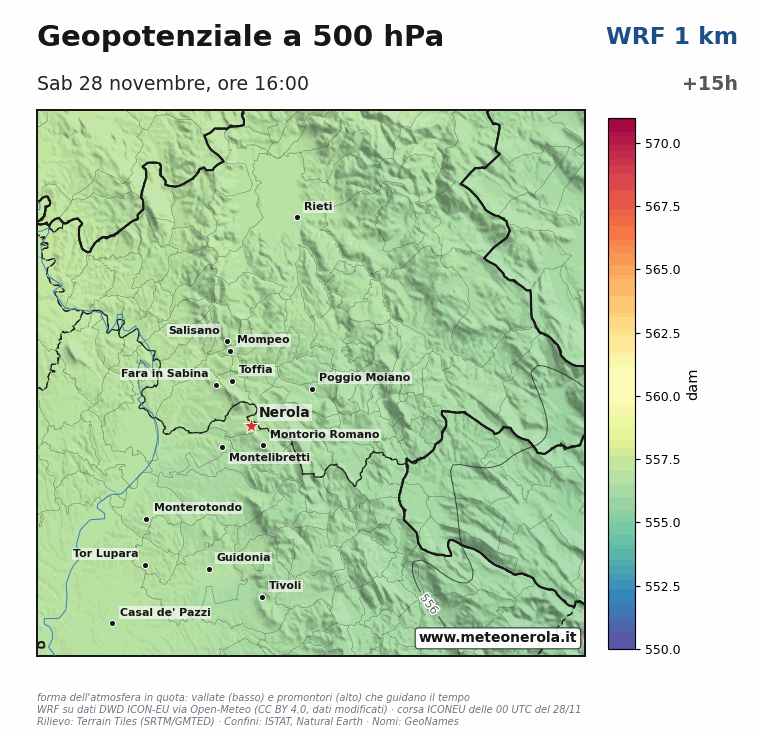 Geopotenziale a 500 hPa
WRF 1 km
Sab 28 novembre, ore 16:00
+15h
Rieti
Salisano
Mompeo
Toffia
Fara in Sabina
Poggio Moiano
Nerola
Montorio Romano
Montelibretti
Monterotondo
Tor Lupara
Guidonia
Tivoli
Casal de' Pazzi
556
www.meteonerola.it
570.0
567.5
565.0
562.5
560.0
557.5
555.0
552.5
550.0
dam
forma dell'atmosfera in quota: vallate (basso) e promontori (alto) che guidano il tempo
WRF su dati DWD ICON-EU via Open-Meteo (CC BY 4.0, dati modificati) · corsa ICONEU delle 00 UTC del 28/11
Rilievo: Terrain Tiles (SRTM/GMTED) · Confini: ISTAT, Natural Earth · Nomi: GeoNames